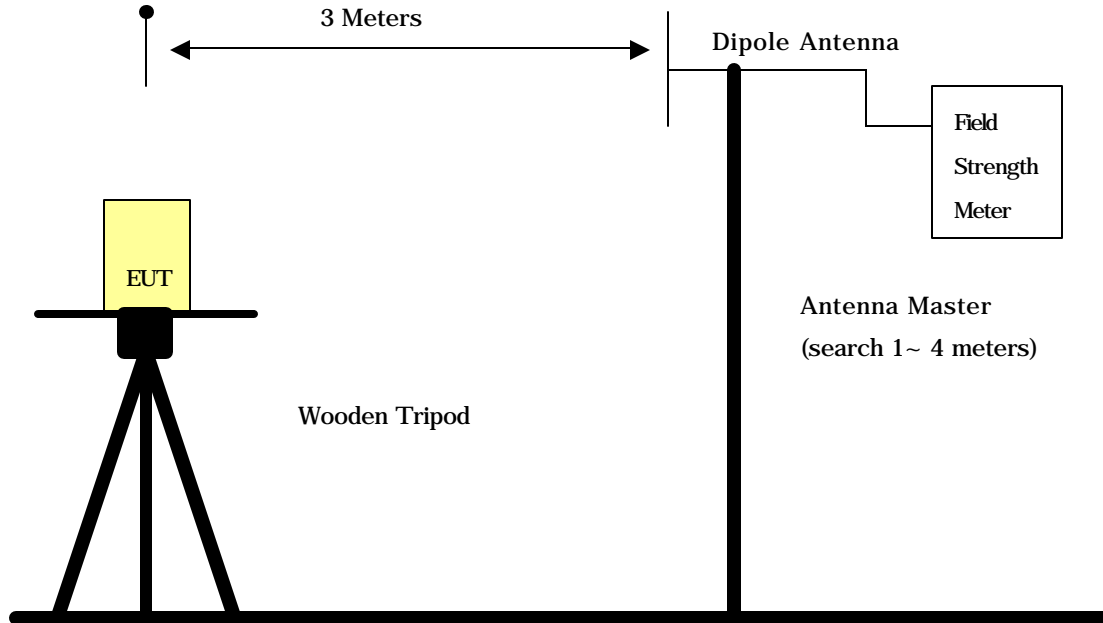 3 Meters
Dipole Antenna
Field
Strength
Meter
EUT
Antenna Master
(search 1~ 4 meters)
Wooden Tripod